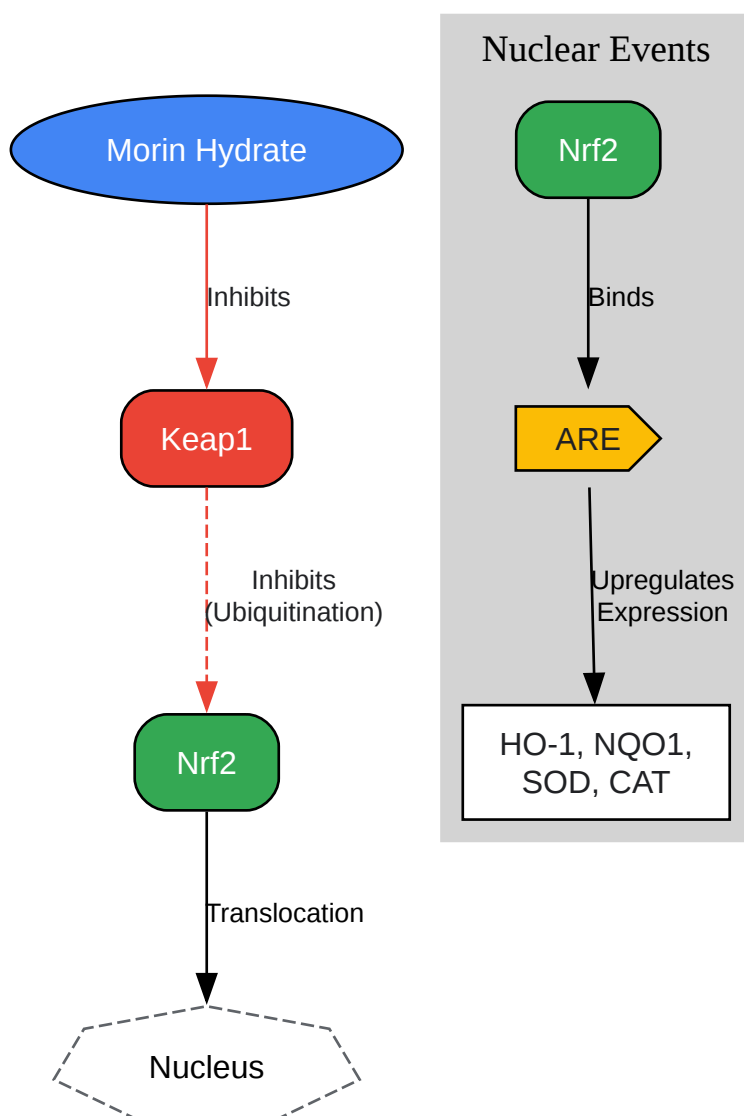 Morin Hydrate
Inhibits
Keap1
Inhibits
(Ubiquitination)
Nrf2
Translocation
Nucleus
Nuclear Events
Nrf2
Binds
ARE
Upregulates
Expression
HO-1, NQO1,
SOD, CAT